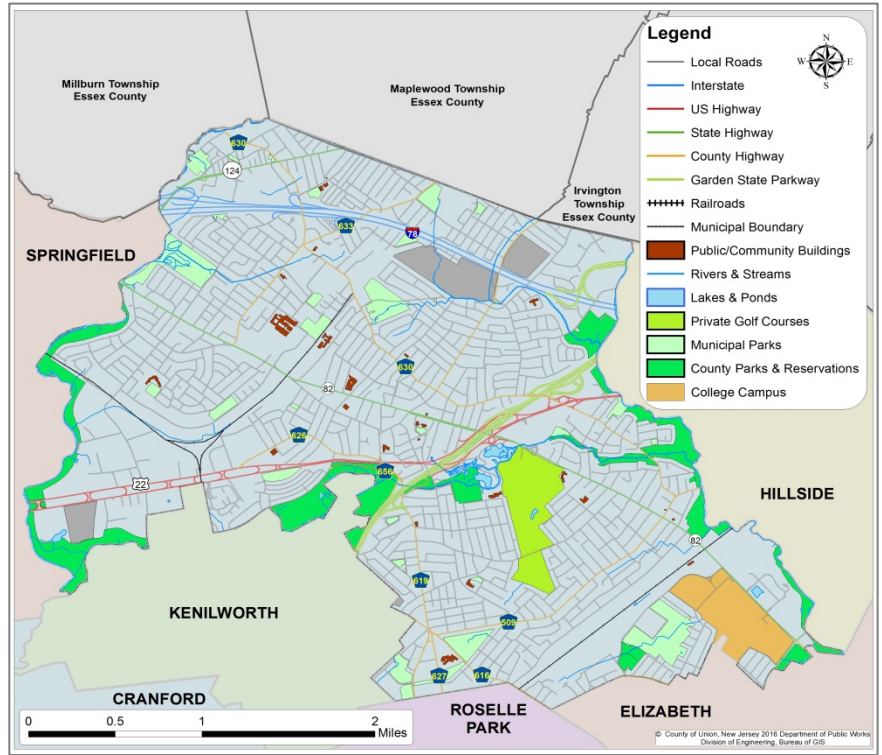 Millburn Township
Essex County
Maplewood Township
Essex County
Irvington
Township
Essex County
Legend
Local Roads
Interstate
US Highway
State Highway
County Highway
Garden State Parkway
Railroads
Municipal Boundary
Public/Community Buildings
Rivers & Streams
Lakes & Ponds
Private Golf Courses
Municipal Parks
County Parks & Reservations
College Campus
N
W E
S
630
124
633
78
SPRINGFIELD
82
630
626
656
22
HILLSIDE
82
KENILWORTH
619
509
627
616
CRANFORD
ROSELLE
PARK
ELIZABETH
0 0.5 1 2
Miles
© County of Union, New Jersey 2016 Department of Public Works
Division of Engineering, Bureau of GIS